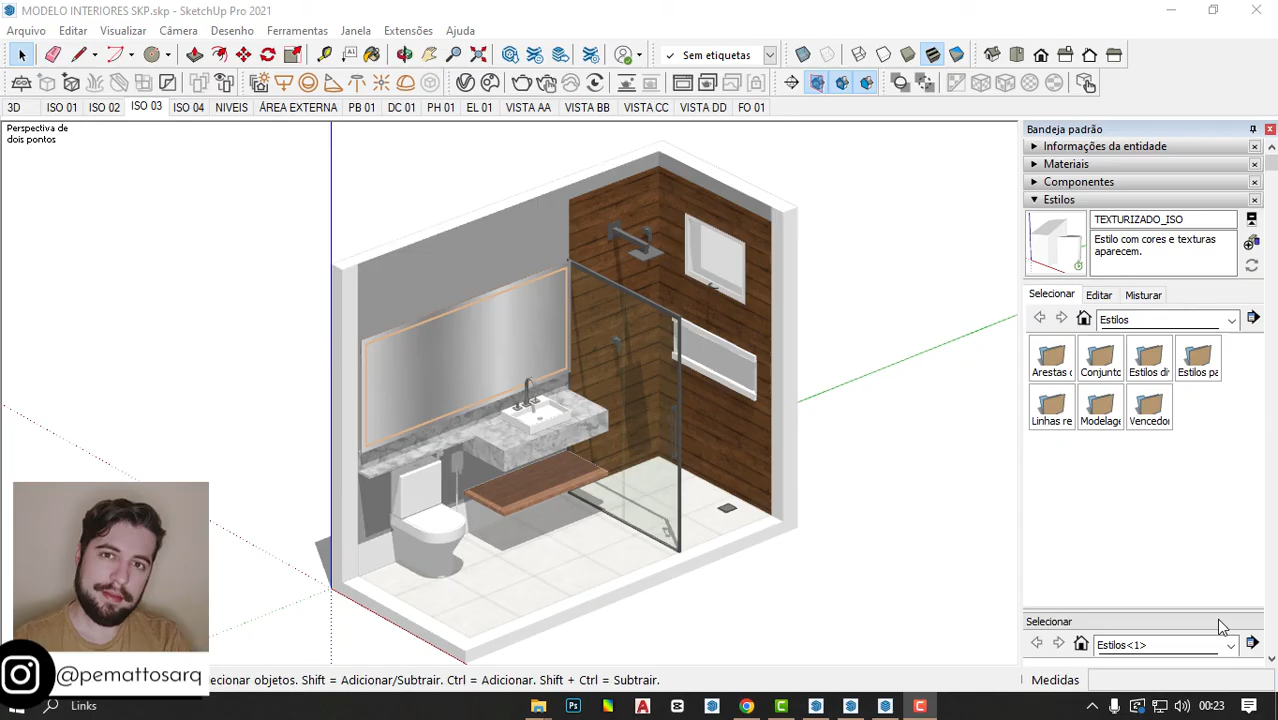 MODELO INTERIORES SKP.skp - SketchUp Pro 2021
Arquivo Editar Visualizar Câmera Desenho Ferramentas Janela Extensões Ajuda
Sem etiquetas
3D ISO 01 ISO 02 ISO 03 ISO 04 NIVEIS ÁREA EXTERNA PB 01 DC 01 PH 01 EL 01 VISTA AA VISTA BB VISTA CC VISTA DD FO 01
Perspectiva de
dois pontos
Bandeja padrão
Informações da entidade
Materiais
Componentes
Estilos
TEXTURIZADO_ISO
Estilo com cores e texturas
aparecem.
Selecionar Editar Misturar
Estilos
Arestas c Conjunto Estilos di Estilos pa
Linhas re Modelage Vencedor
Selecionar
Estilos<1>
@pemattosarq
ecionar objetos. Shift = Adicionar/Subtrair. Ctrl = Adicionar. Shift + Ctrl = Subtrair.
Medidas
Links
Ps
00:23